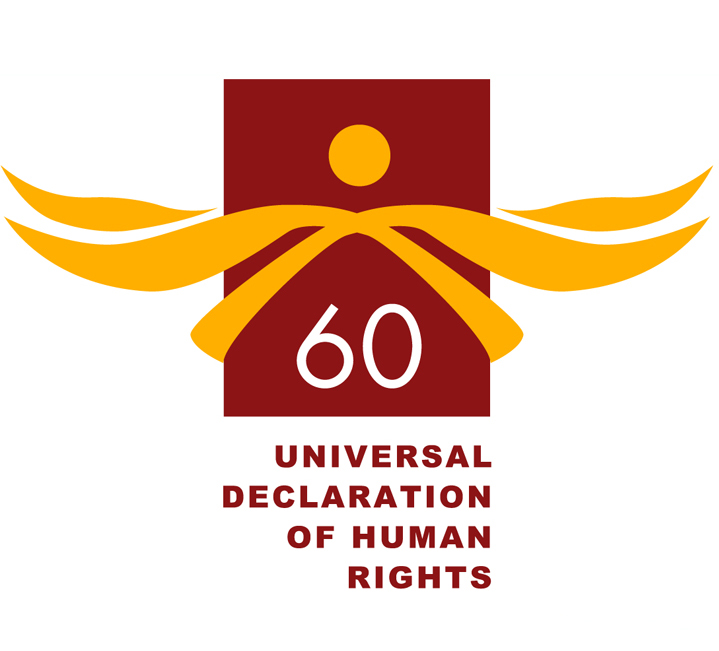 60
UNIVERSAL
DECLARATION
OF HUMAN
RIGHTS